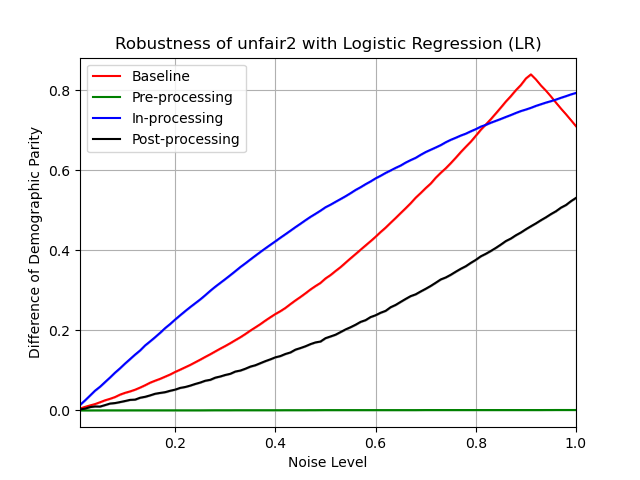 Robustness of unfair2 with Logistic Regression (LR)
Baseline
Pre-processing
In-processing
Post-processing
Difference of Demographic Parity
0.8
0.6
0.4
0.2
0.0
0.2
0.4
0.6
0.8
1.0
Noise Level